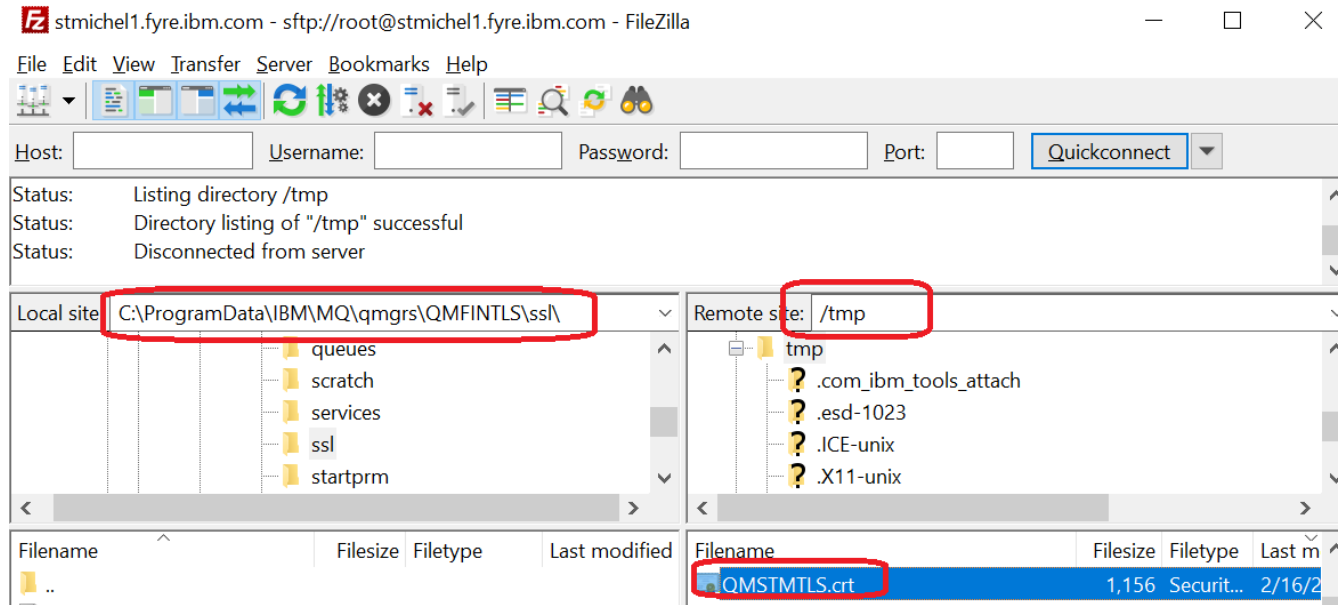 stmichel1.fyre.ibm.com - sftp://root@stmichel1.fyre.ibm.com - FileZilla
File Edit View Transfer Server Bookmarks Help
Host: Username: Password: Port: Quickconnect
Status: Listing directory /tmp
Status: Directory listing of "/tmp" successful
Status: Disconnected from server
Local site: C:\ProgramData\IBM\MQ\qmgrs\QMFINTLS\ssl\
queues
scratch
services
ssl
startprm
Filename Filesize Filetype Last modified
..
Remote site: /tmp
tmp
.com_ibm_tools_attach
.esd-1023
.ICE-unix
.X11-unix
Filename Filesize Filetype Last m
QMSTMTLS.crt 1,156 Securit... 2/16/2